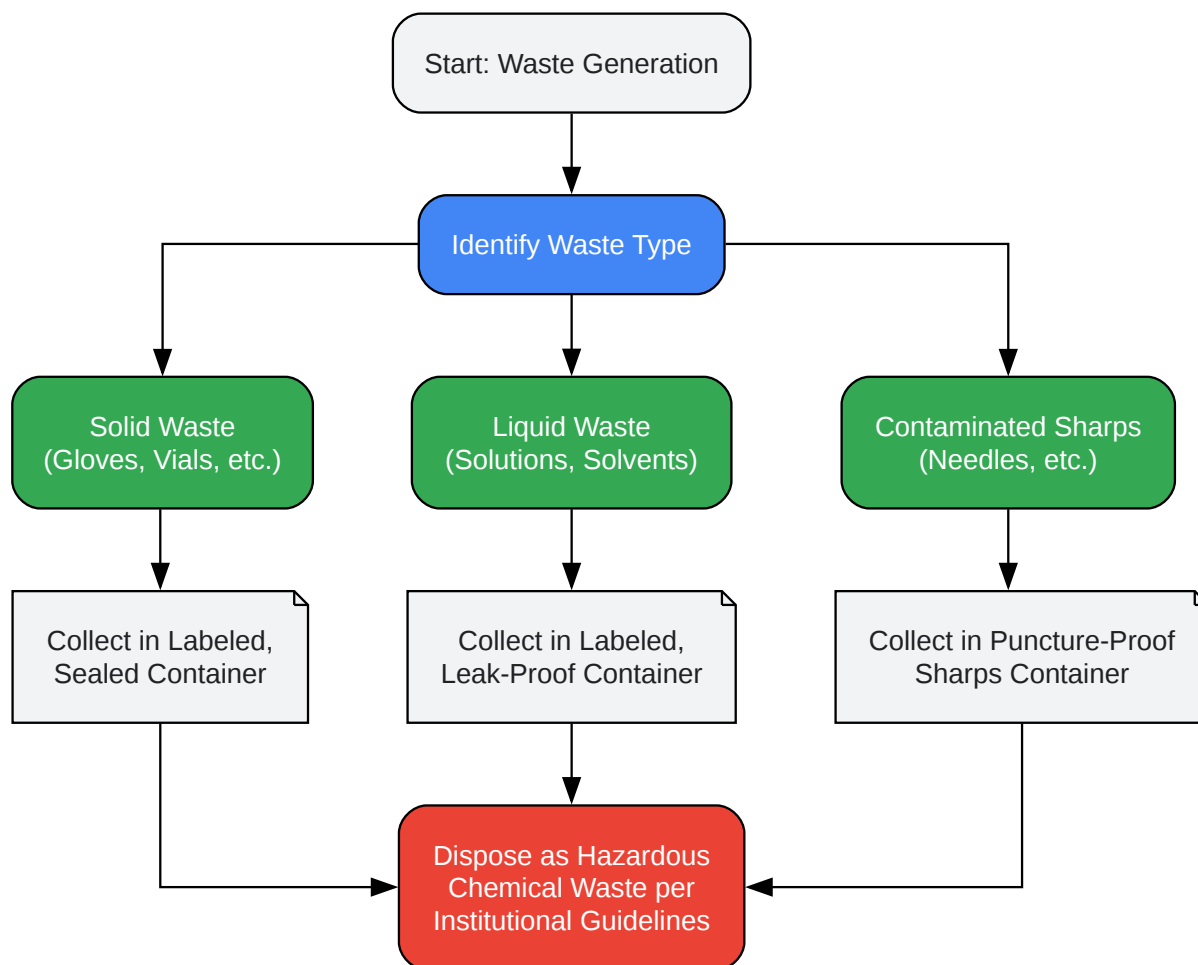 Start: Waste Generation
Identify Waste Type
Solid Waste
(Gloves, Vials, etc.)
Liquid Waste
(Solutions, Solvents)
Contaminated Sharps
(Needles, etc.)
Collect in Labeled,
Sealed Container
Collect in Labeled,
Leak-Proof Container
Collect in Puncture-Proof
Sharps Container
Dispose as Hazardous
Chemical Waste per
Institutional Guidelines